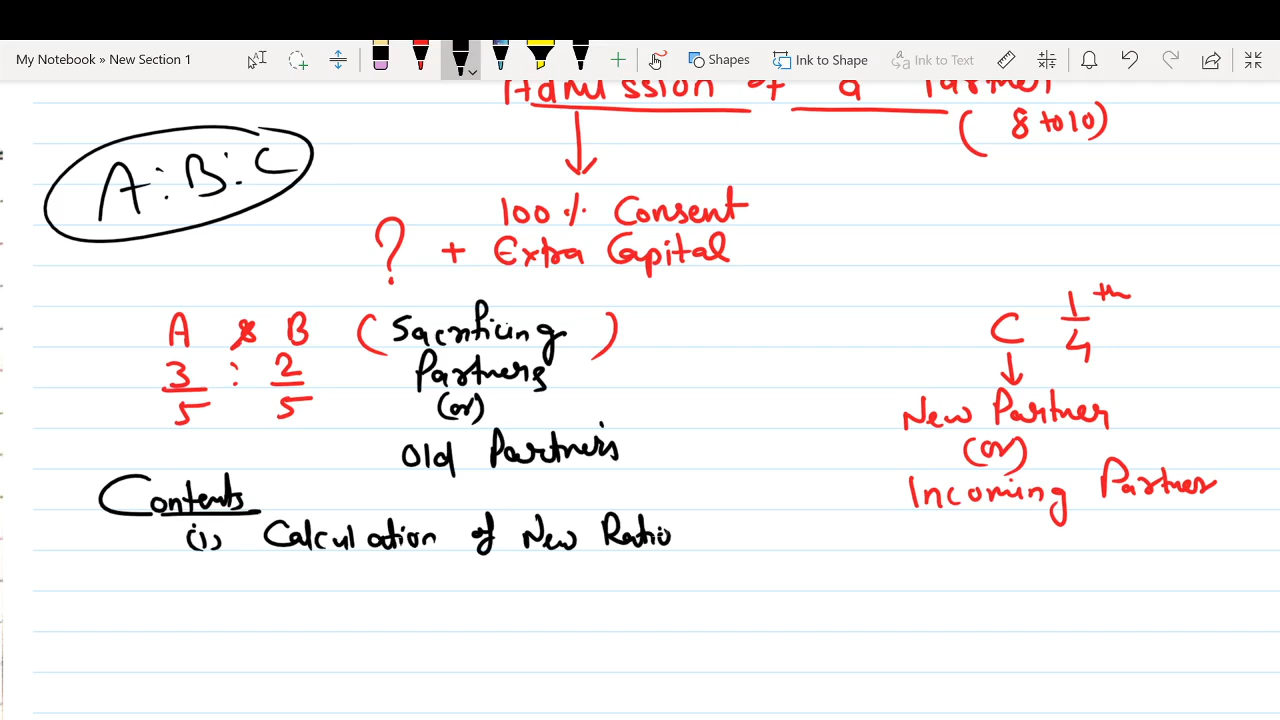 My Notebook » New Section 1
Shapes
Ink to Shape
Ink to Text
Admission of a Partner
( 8 to 10)
A : B : C
100 % Consent
? + Extra Capital
A & B ( Sacrificing )
3/5 : 2/5 Partners
(or)
Old Partners
C 1/4 th
New Partner
(or)
Incoming Partner
Contents
(i) Calculation of New Ratio